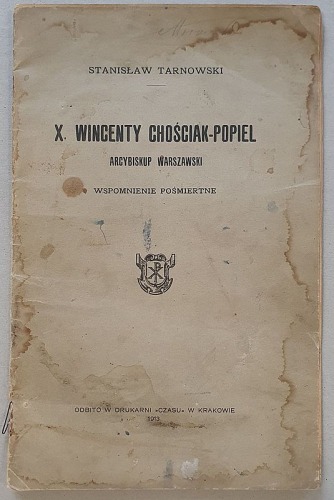 STANISŁAW TARNOWSKI
X. WINCENTY CHOŚCIAK-POPIEL
ARCYBISKUP WARSZAWSKI
WSPOMNIENIE POŚMIERTNE
ODBITO W DRUKARNI »CZASU« W KRAKOWIE
1913